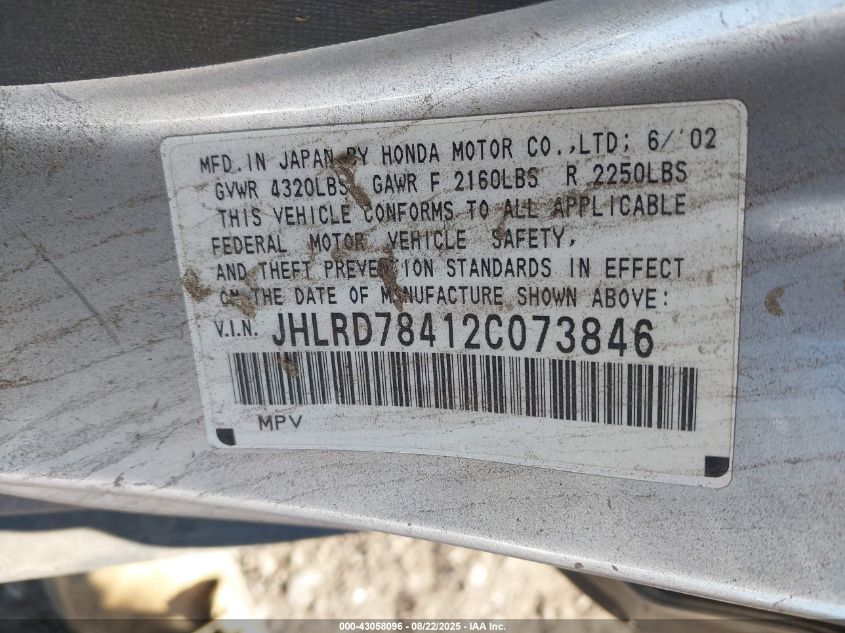 MFD. IN JAPAN BY HONDA MOTOR CO.,LTD; 6/'02
GVWR 4320LBS GAWR F 2160LBS R 2250LBS
THIS VEHICLE CONFORMS TO ALL APPLICABLE
FEDERAL MOTOR VEHICLE SAFETY,
AND THEFT PREVENTION STANDARDS IN EFFECT
ON THE DATE OF MANUFACTURE SHOWN ABOVE:
V.I.N. JHLRD78412C073846
MPV
000-43058096 - 08/22/2025 - IAA Inc.